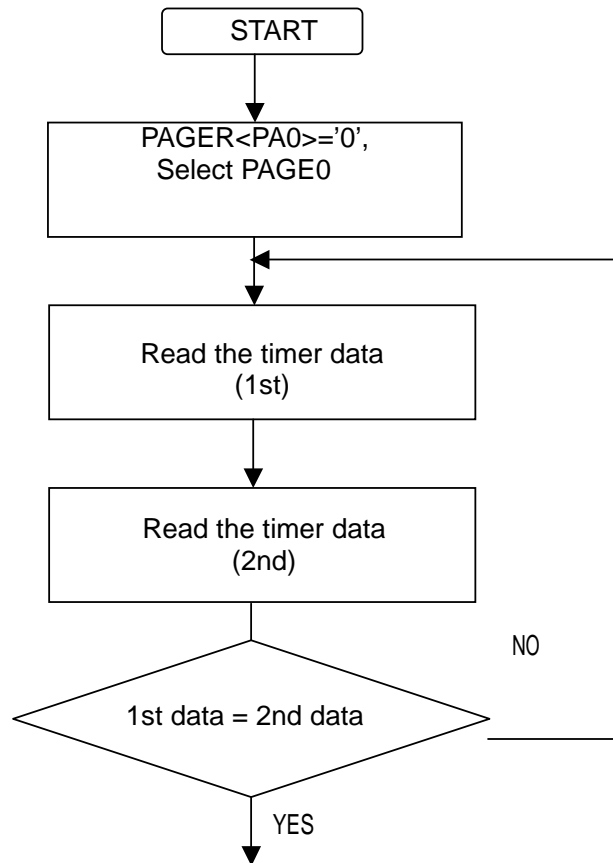 START
PAGER<PA0>='0',
Select PAGE0
Read the timer data
(1st)
Read the timer data
(2nd)
NO
1st data = 2nd data
YES